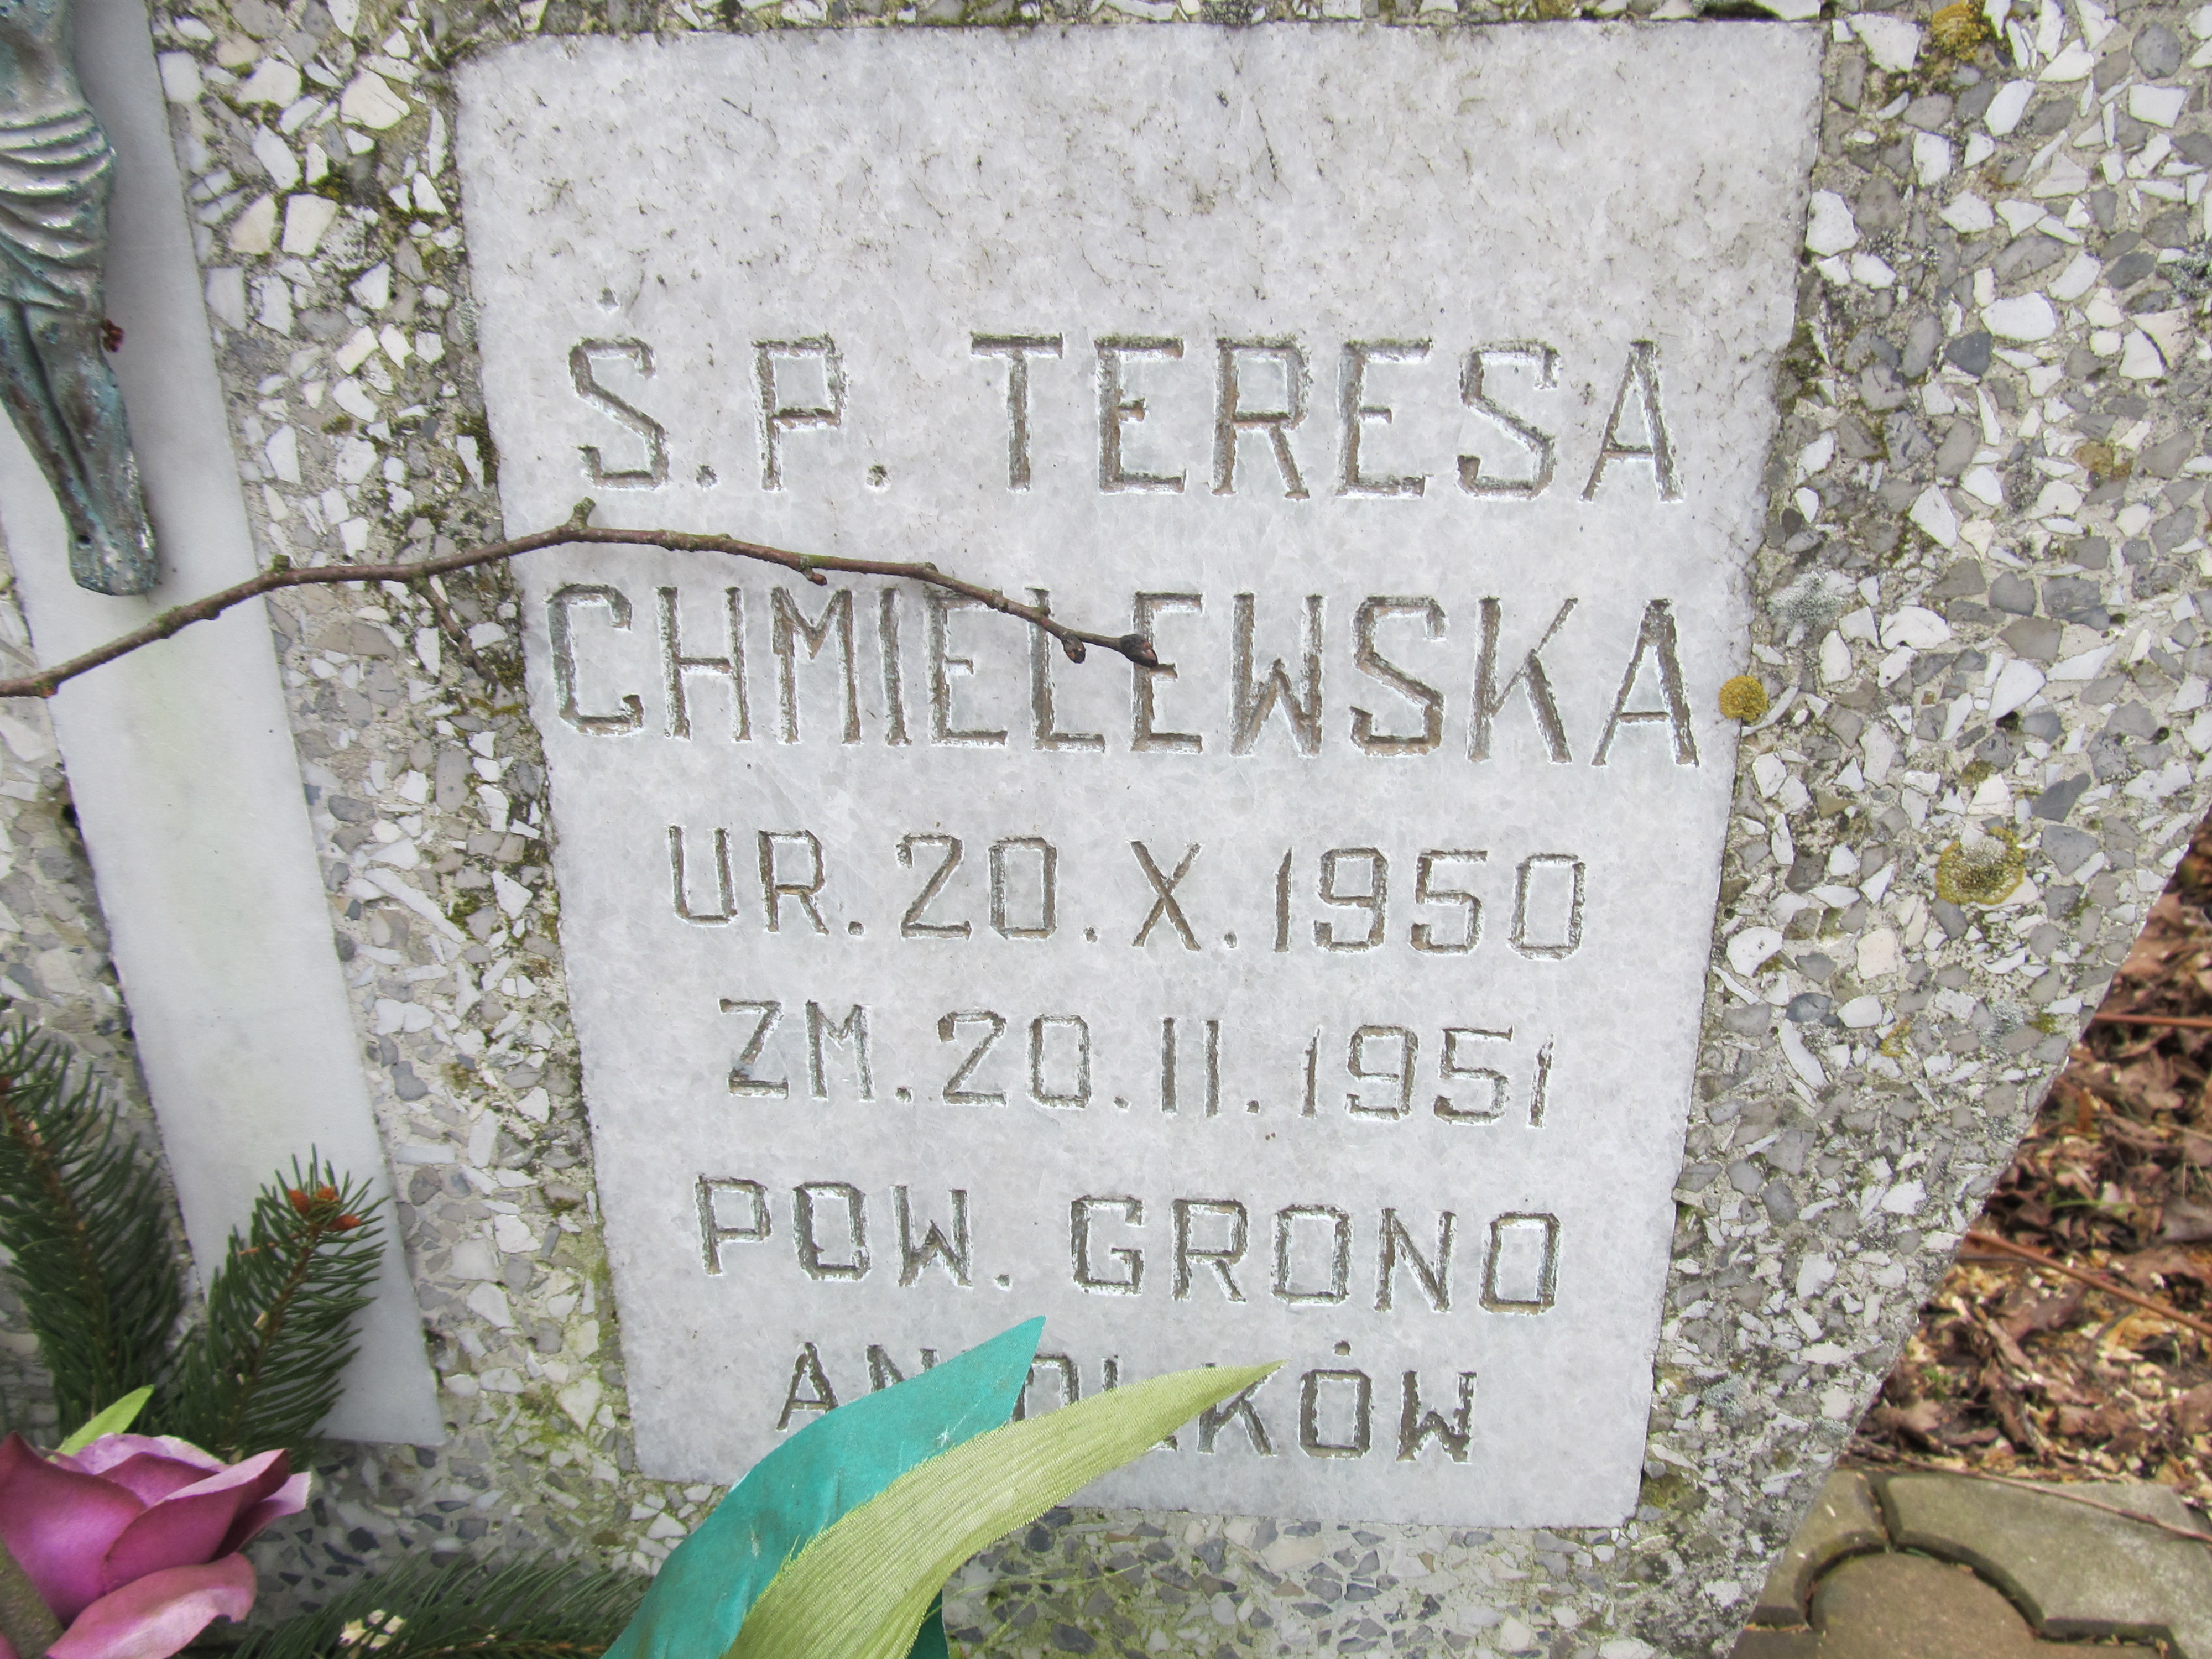 Ś.P. TERESA
CHMIELEWSKA
UR. 20. X. 1950
ZM. 20. II. 1951
POW. GRONO